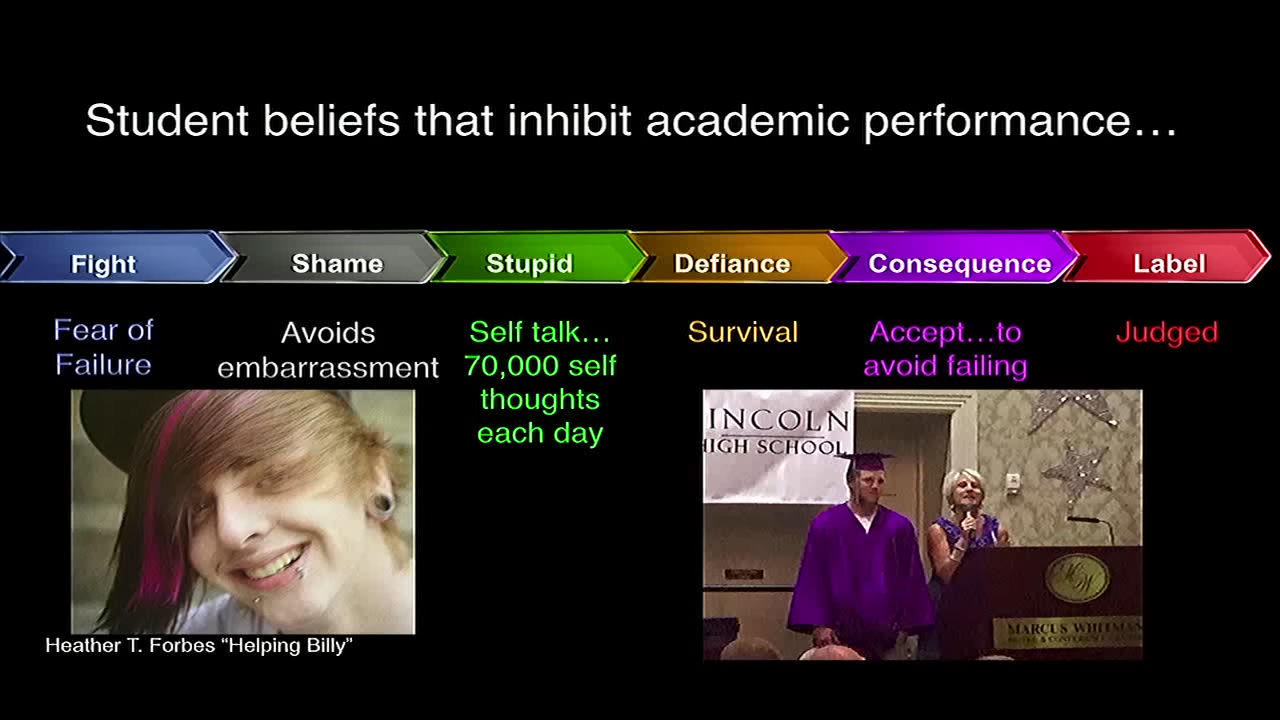 Student beliefs that inhibit academic performance…
Fight
Shame
Stupid
Defiance
Consequence
Label
Fear of
Failure
Avoids
embarrassment
Self talk…
70,000 self
thoughts
each day
Survival
Accept…to
avoid failing
Judged
INCOLN
HIGH SCHOOL
MARCUS WHITMAN
Heather T. Forbes “Helping Billy”